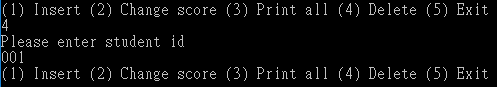 (1) Insert (2) Change score (3) Print all (4) Delete (5) Exit
4
Please enter student id
001
(1) Insert (2) Change score (3) Print all (4) Delete (5) Exit